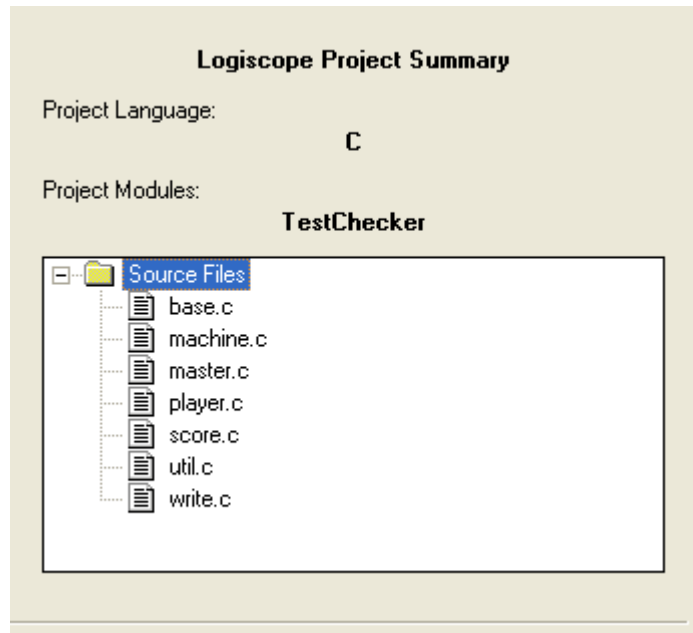 Logiscope Project Summary
Project Language:
C
Project Modules:
TestChecker
Source Files
base.c
machine.c
master.c
player.c
score.c
util.c
write.c